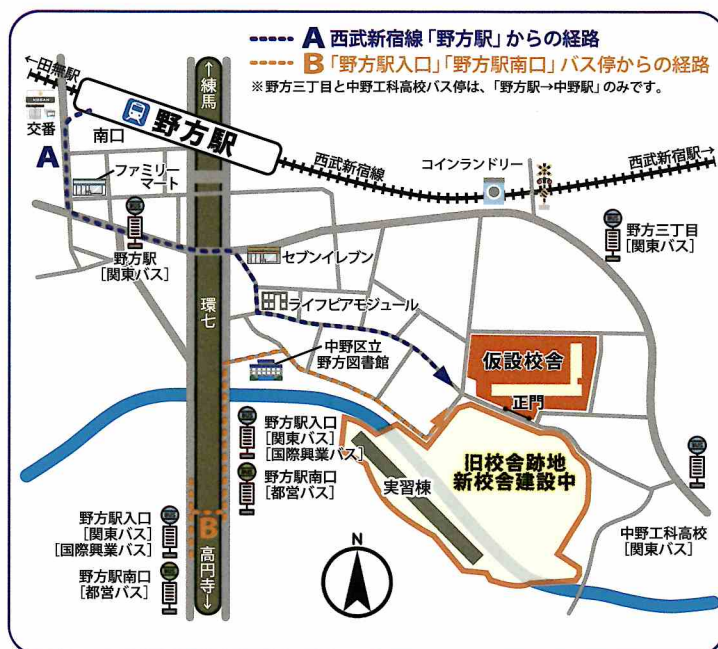 A 西武新宿線「野方駅」からの経路
B 「野方駅入口」「野方駅南口」バス停からの経路
※野方三丁目と中野工科高校バス停は、「野方駅→中野駅」のみです。
←田無駅
KOBAN
交番
南口
野方駅
↑練馬
A
ファミリー
マート
西武新宿線
コインランドリー
西武新宿駅→
野方駅
[関東バス]
セブンイレブン
野方三丁目
[関東バス]
ライフピアモジュール
環七
中野区立
野方図書館
仮設校舎
正門
野方駅入口
[関東バス]
[国際興業バス]
野方駅南口
[都営バス]
旧校舎跡地
新校舎建設中
実習棟
野方駅入口
[関東バス]
[国際興業バス]
B
野方駅南口
[都営バス]
高円寺↓
N
中野工科高校
[関東バス]